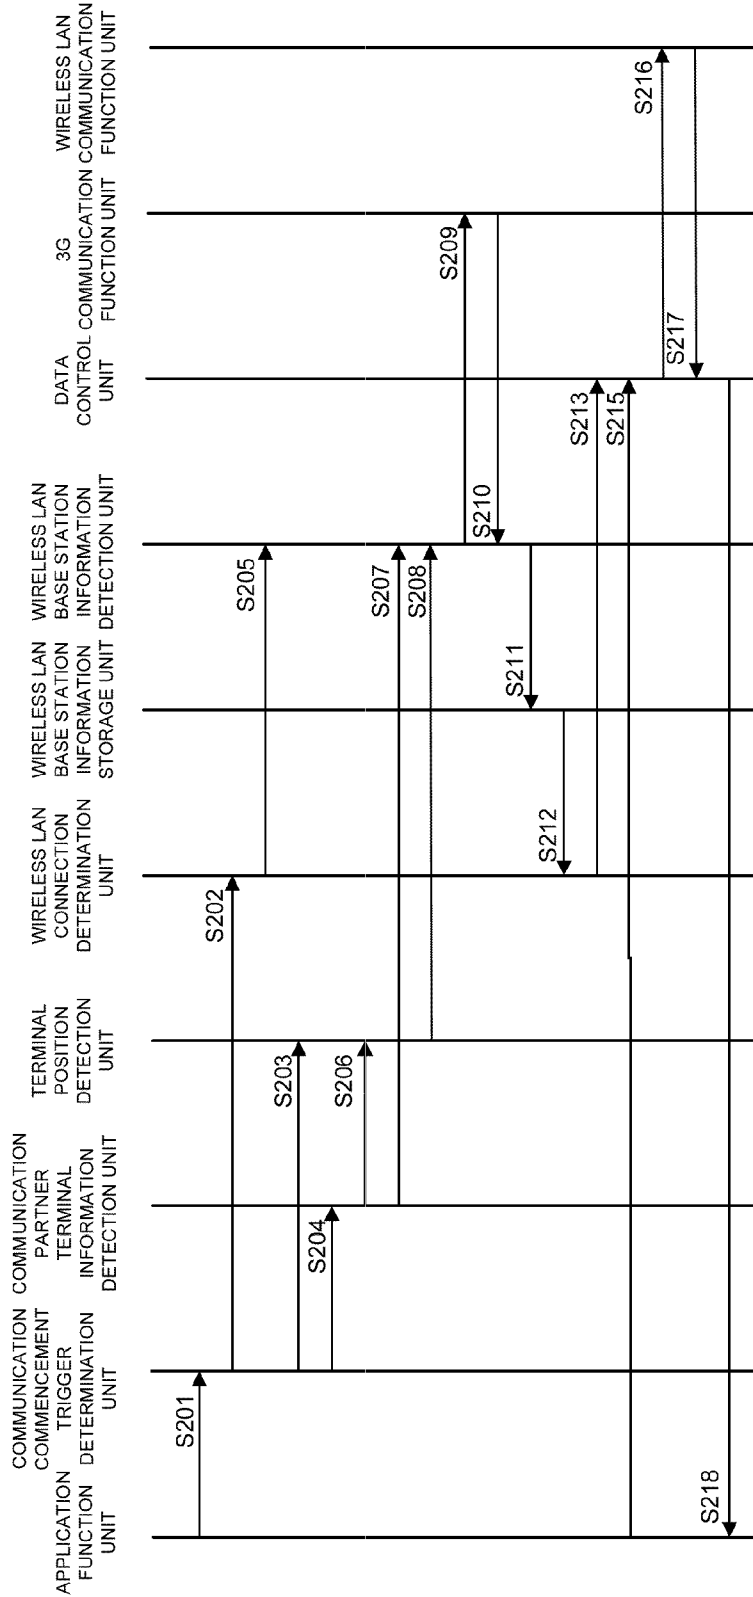 APPLICATION
FUNCTION
UNIT
COMMUNICATION
COMMENCEMENT
TRIGGER
DETERMINATION
UNIT
COMMUNICATION
PARTNER
TERMINAL
INFORMATION
DETECTION UNIT
TERMINAL
POSITION
DETECTION
UNIT
WIRELESS LAN
CONNECTION
DETERMINATION
UNIT
WIRELESS LAN
BASE STATION
INFORMATION
STORAGE UNIT
WIRELESS LAN
BASE STATION
INFORMATION
DETECTION UNIT
DATA
CONTROL
UNIT
3G
COMMUNICATION
FUNCTION UNIT
WIRELESS LAN
COMMUNICATION
FUNCTION UNIT
S201
S202
S205
S203
S204
S206
S207
S208
S209
S210
S211
S212
S213
S215
S216
S217
S218